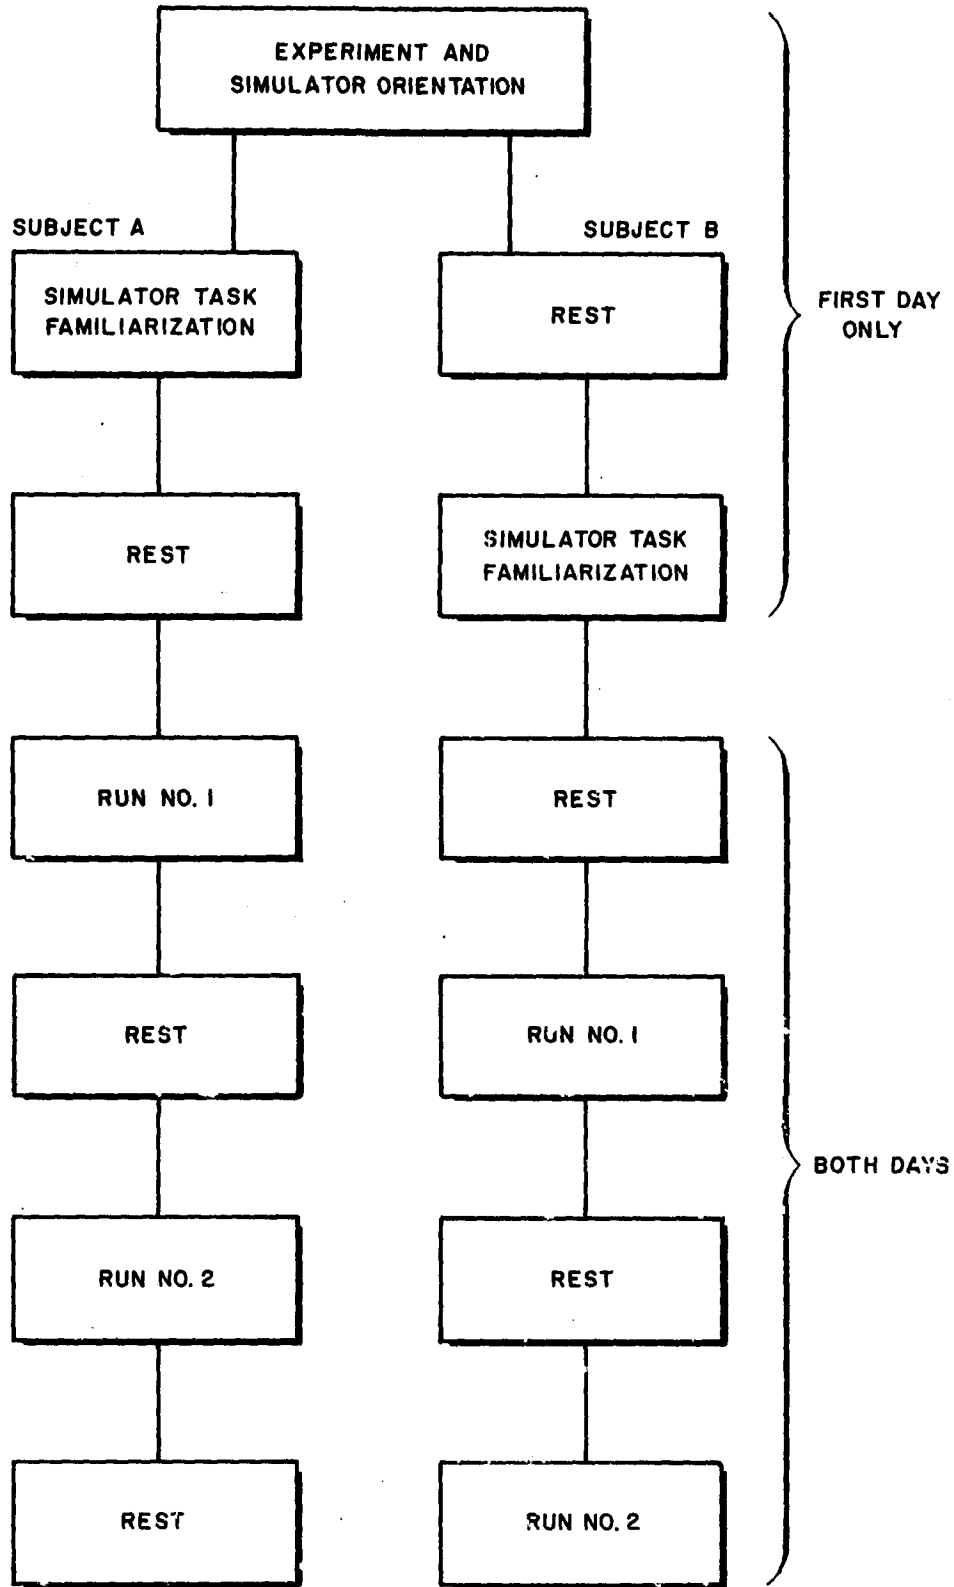 EXPERIMENT AND
SIMULATOR ORIENTATION
SUBJECT A
SUBJECT B
SIMULATOR TASK
FAMILIARIZATION
REST
FIRST DAY
ONLY
REST
SIMULATOR TASK
FAMILIARIZATION
RUN NO. 1
REST
REST
RUN NO. 1
BOTH DAYS
RUN NO. 2
REST
REST
RUN NO. 2